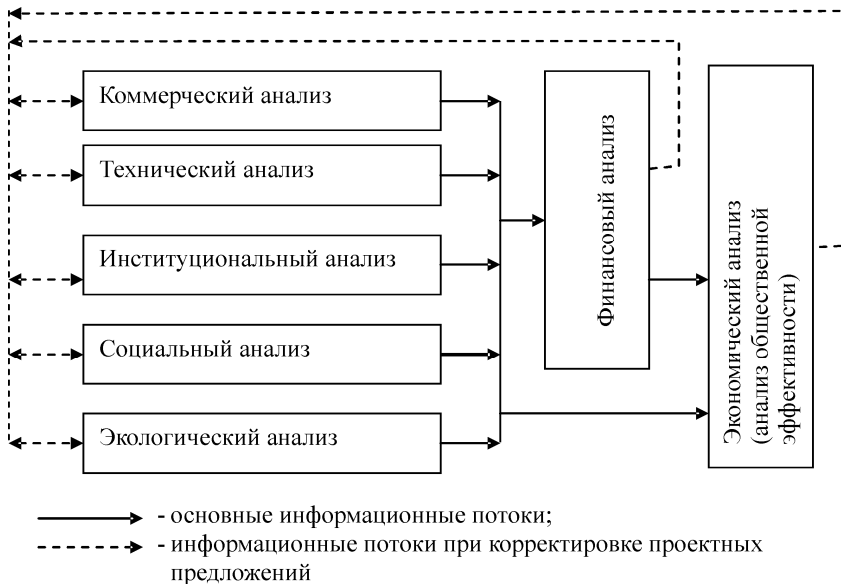 Коммерческий анализ
Технический анализ
Институциональный анализ
Социальный анализ
Экологический анализ
Финансовый анализ
Экономический анализ
(анализ общественной
эффективности)
- основные информационные потоки;
- информационные потоки при корректировке проектных
предложений